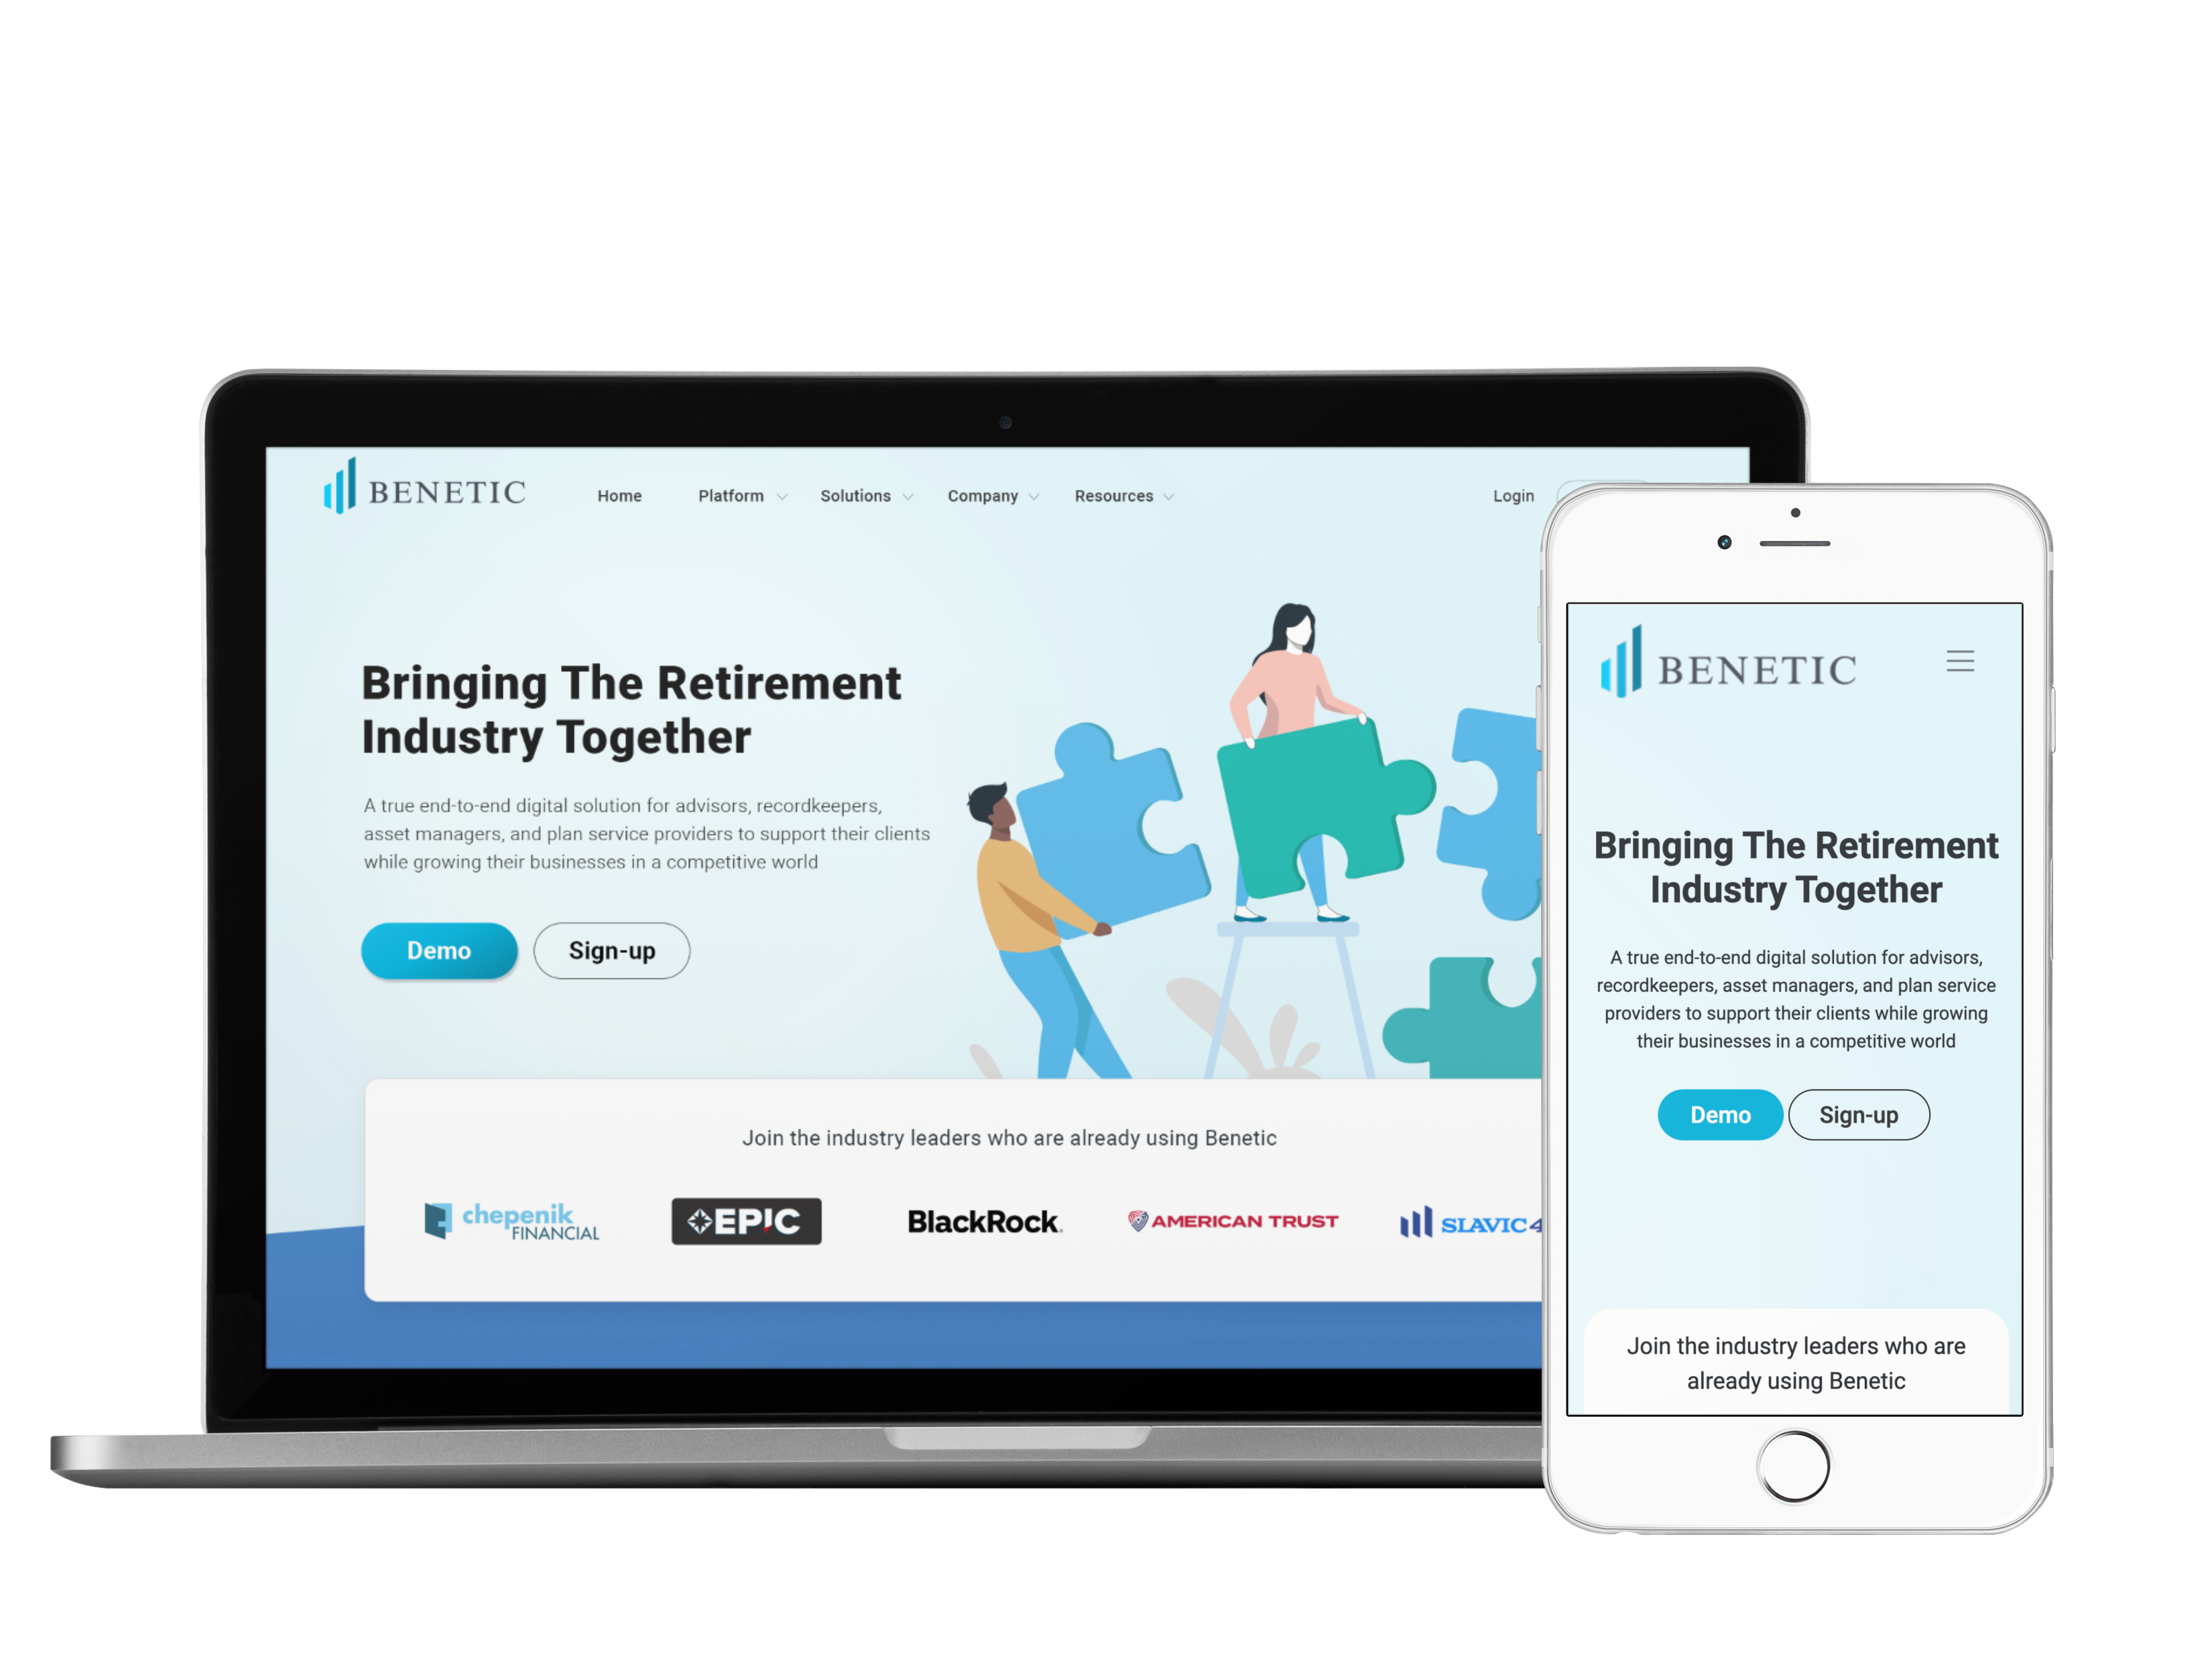 BENETIC
Home Platform Solutions Company Resources Login
Bringing The Retirement
Industry Together
A true end-to-end digital solution for advisors, recordkeepers,
asset managers, and plan service providers to support their clients
while growing their businesses in a competitive world
Demo Sign-up
Join the industry leaders who are already using Benetic
chepenik
FINANCIAL
EPIC
BlackRock.
AMERICAN TRUST
SLAVIC4
BENETIC
Bringing The Retirement
Industry Together
A true end-to-end digital solution for advisors,
recordkeepers, asset managers, and plan service
providers to support their clients while growing
their businesses in a competitive world
Demo Sign-up
Join the industry leaders who are
already using Benetic